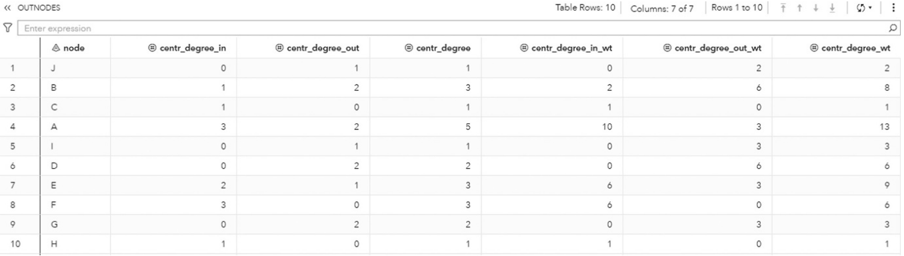 OUTNODES Table Rows: 10 Columns: 7 of 7 Rows 1 to 10
Enter expression
node centr_degree_in centr_degree_out centr_degree centr_degree_in_wt centr_degree_out_wt centr_degree_wt
1 J 0 1 1 0 2 2
2 B 1 2 3 2 6 8
3 C 1 0 1 1 0 1
4 A 3 2 5 10 3 13
5 I 0 1 1 0 3 3
6 D 0 2 2 0 6 6
7 E 2 1 3 6 3 9
8 F 3 0 3 6 0 6
9 G 0 2 2 0 3 3
10 H 1 0 1 1 0 1